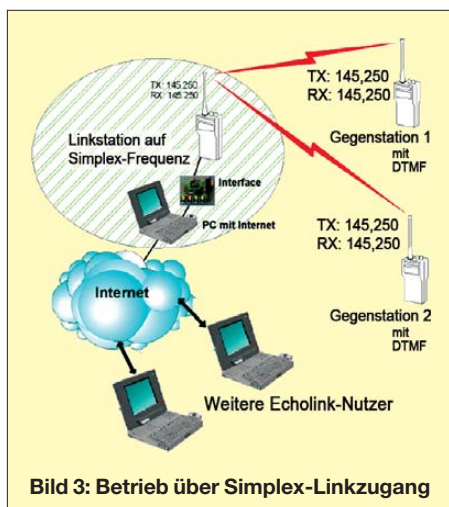 TX: 145,250
RX: 145,250
TX: 145,250
RX: 145,250
Linkstation auf
Simplex-Frequenz
Gegenstation 1
mit
DTMF
Interface
PC mit Internet
TX: 145,250
RX: 145,250
Internet
Gegenstation 2
mit
DTMF
Weitere Echolink-Nutzer
Bild 3: Betrieb über Simplex-Linkzugang